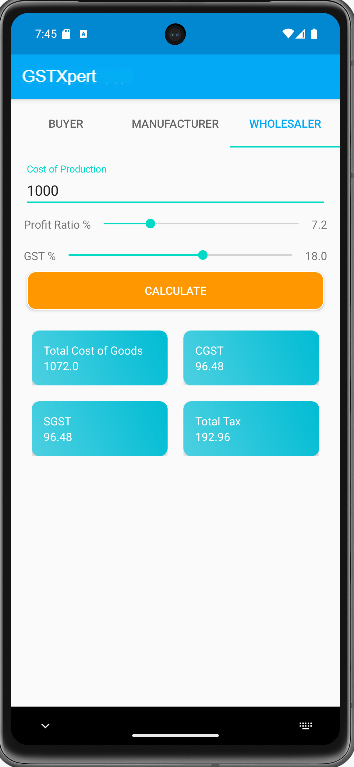 7:45
GSTXpert
BUYER MANUFACTURER WHOLESALER
Cost of Production
1000
Profit Ratio % 7.2
GST % 18.0
CALCULATE
Total Cost of Goods
1072.0
CGST
96.48
SGST
96.48
Total Tax
192.96